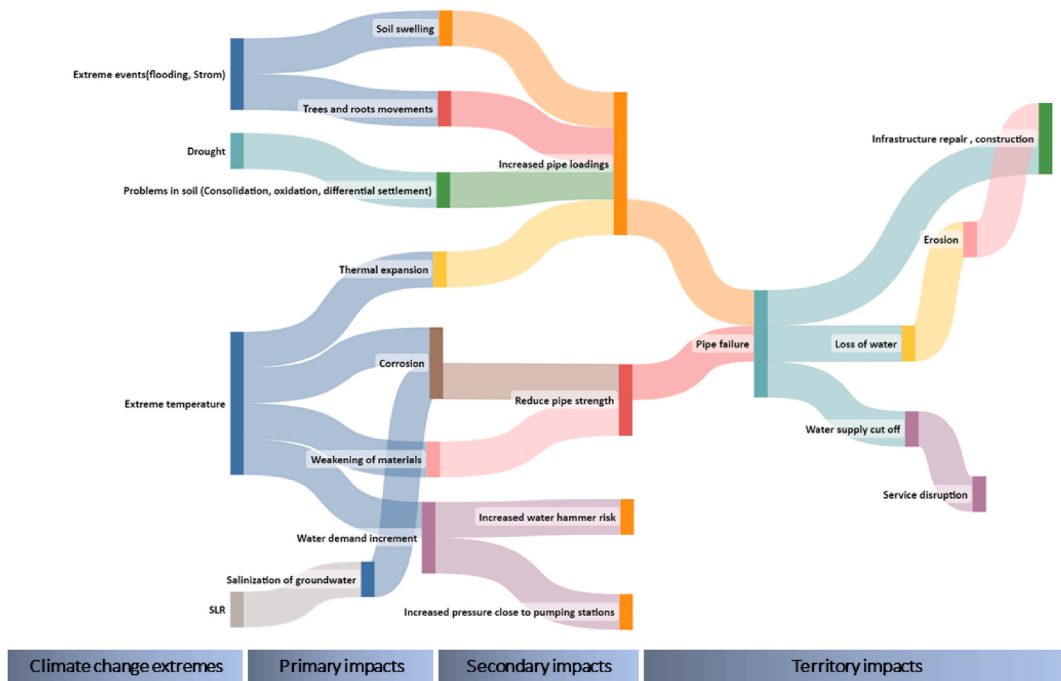 Soil swelling
Extreme events(flooding, Strom)
Trees and roots movements
Infrastructure repair , construction
Drought
Increased pipe loadings
Problems in soil (Consolidation, oxidation, differential settlement)
Erosion
Thermal expansion
Pipe failure
Loss of water
Corrosion
Extreme temperature
Reduce pipe strength
Water supply cut off
Weakening of materials
Service disruption
Increased water hammer risk
Water demand increment
Salinization of groundwater
SLR
Increased pressure close to pumping stations
Climate change extremes
Primary impacts
Secondary impacts
Territory impacts